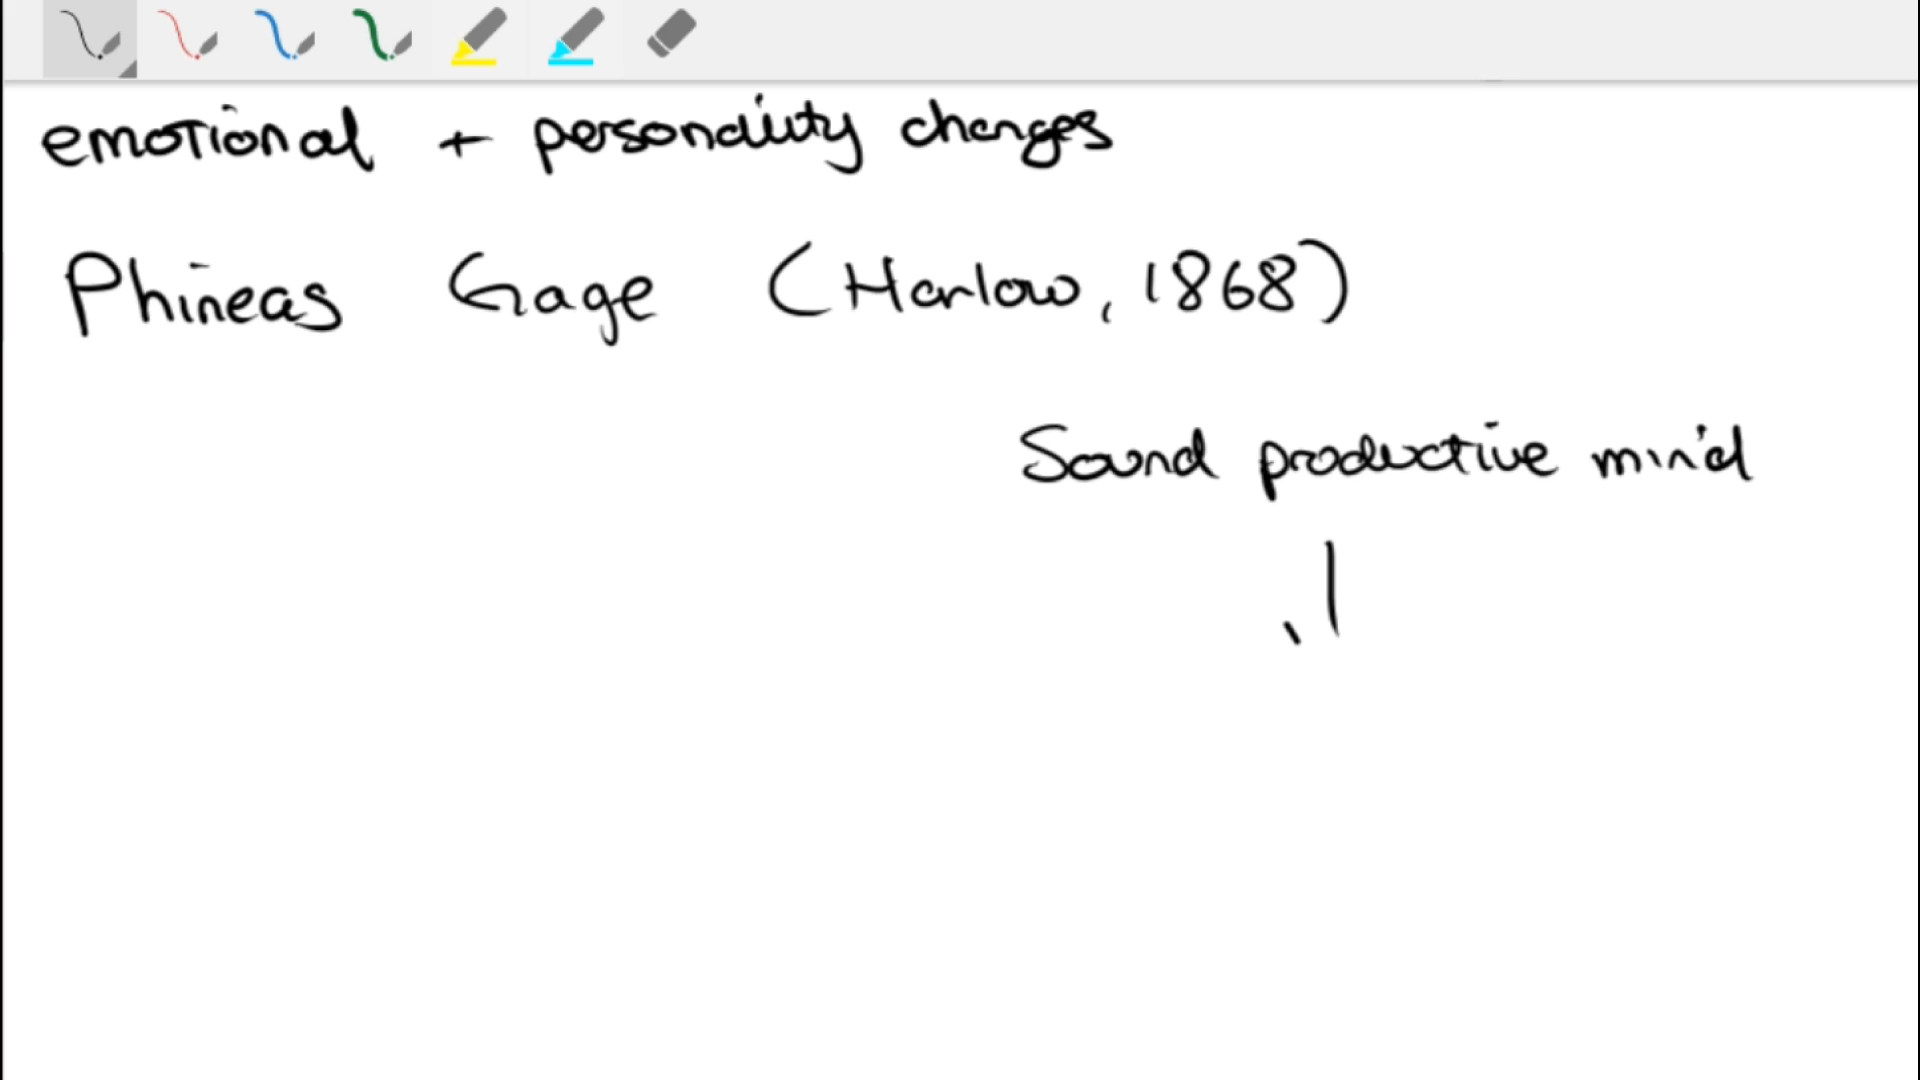 emotional + personality changes
Phineas Gage (Harlow, 1868)
Sound productive mind